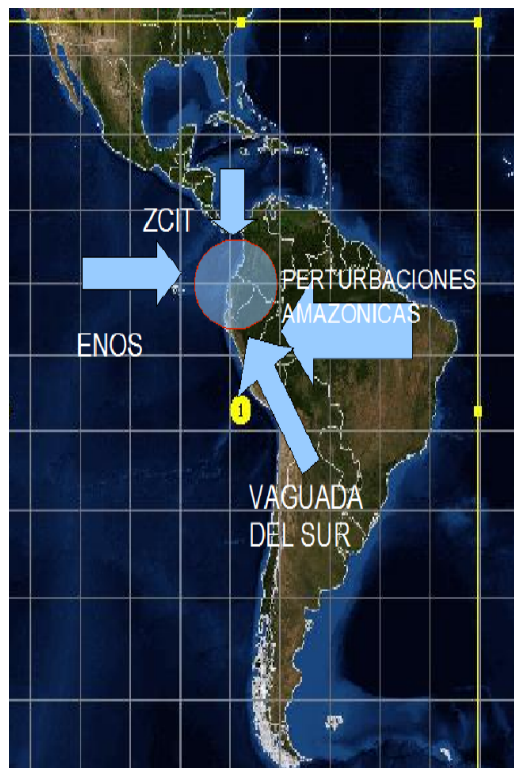 ZCIT
PERTURBACIONES
AMAZONICAS
ENOS
1
VAGUADA
DEL SUR